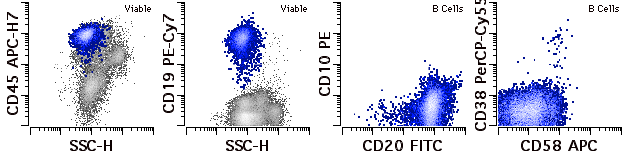 CD45 APC-H7
Viable
SSC-H
CD19 PE-Cy7
Viable
SSC-H
CD10 PE
B Cells
CD20 FITC
CD38 PerCP-Cy55
B Cells
CD58 APC